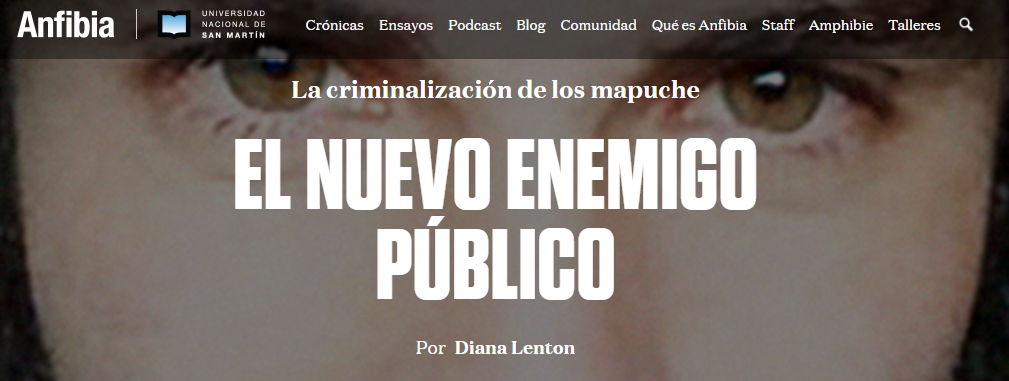 Anfibia
UNIVERSIDAD
NACIONAL DE
SAN MARTÍN
Crónicas Ensayos Podcast Blog Comunidad Qué es Anfibia Staff Amphibie Talleres
La criminalización de los mapuche
EL NUEVO ENEMIGO
PÚBLICO
Por Diana Lenton